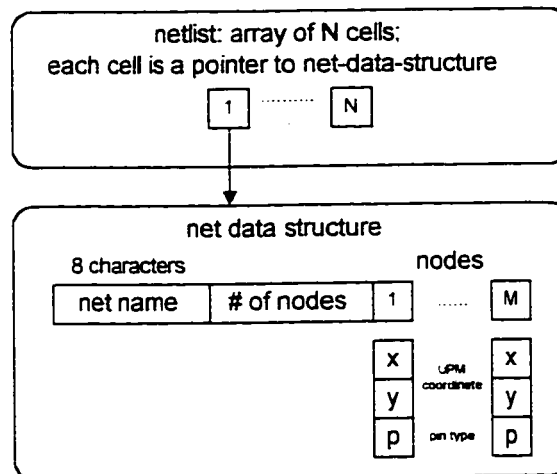 netlist: array of N cells;
each cell is a pointer to net-data-structure
1 ......... N
net data structure
8 characters
nodes
net name # of nodes 1 ...... M
x UPM coordinate x
y y
p pin type p